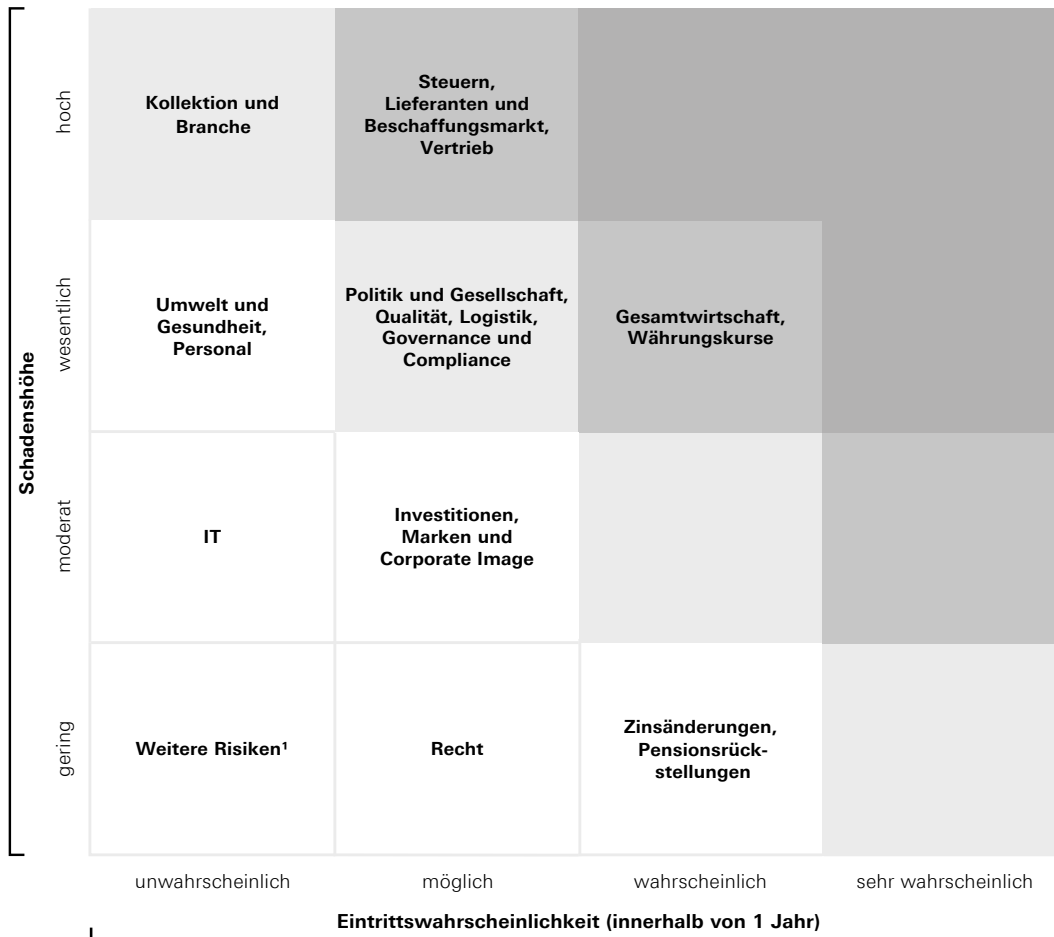 Schadenshöhe
hoch
Kollektion und
Branche
Steuern,
Lieferanten und
Beschaffungsmarkt,
Vertrieb
wesentlich
Umwelt und
Gesundheit,
Personal
Politik und Gesellschaft,
Qualität, Logistik,
Governance und
Compliance
Gesamtwirtschaft,
Währungskurse
moderat
IT
Investitionen,
Marken und
Corporate Image
gering
Weitere Risiken¹
Recht
Zinsänderungen,
Pensionsrück-
stellungen
unwahrscheinlich
möglich
wahrscheinlich
sehr wahrscheinlich
Eintrittswahrscheinlichkeit (innerhalb von 1 Jahr)